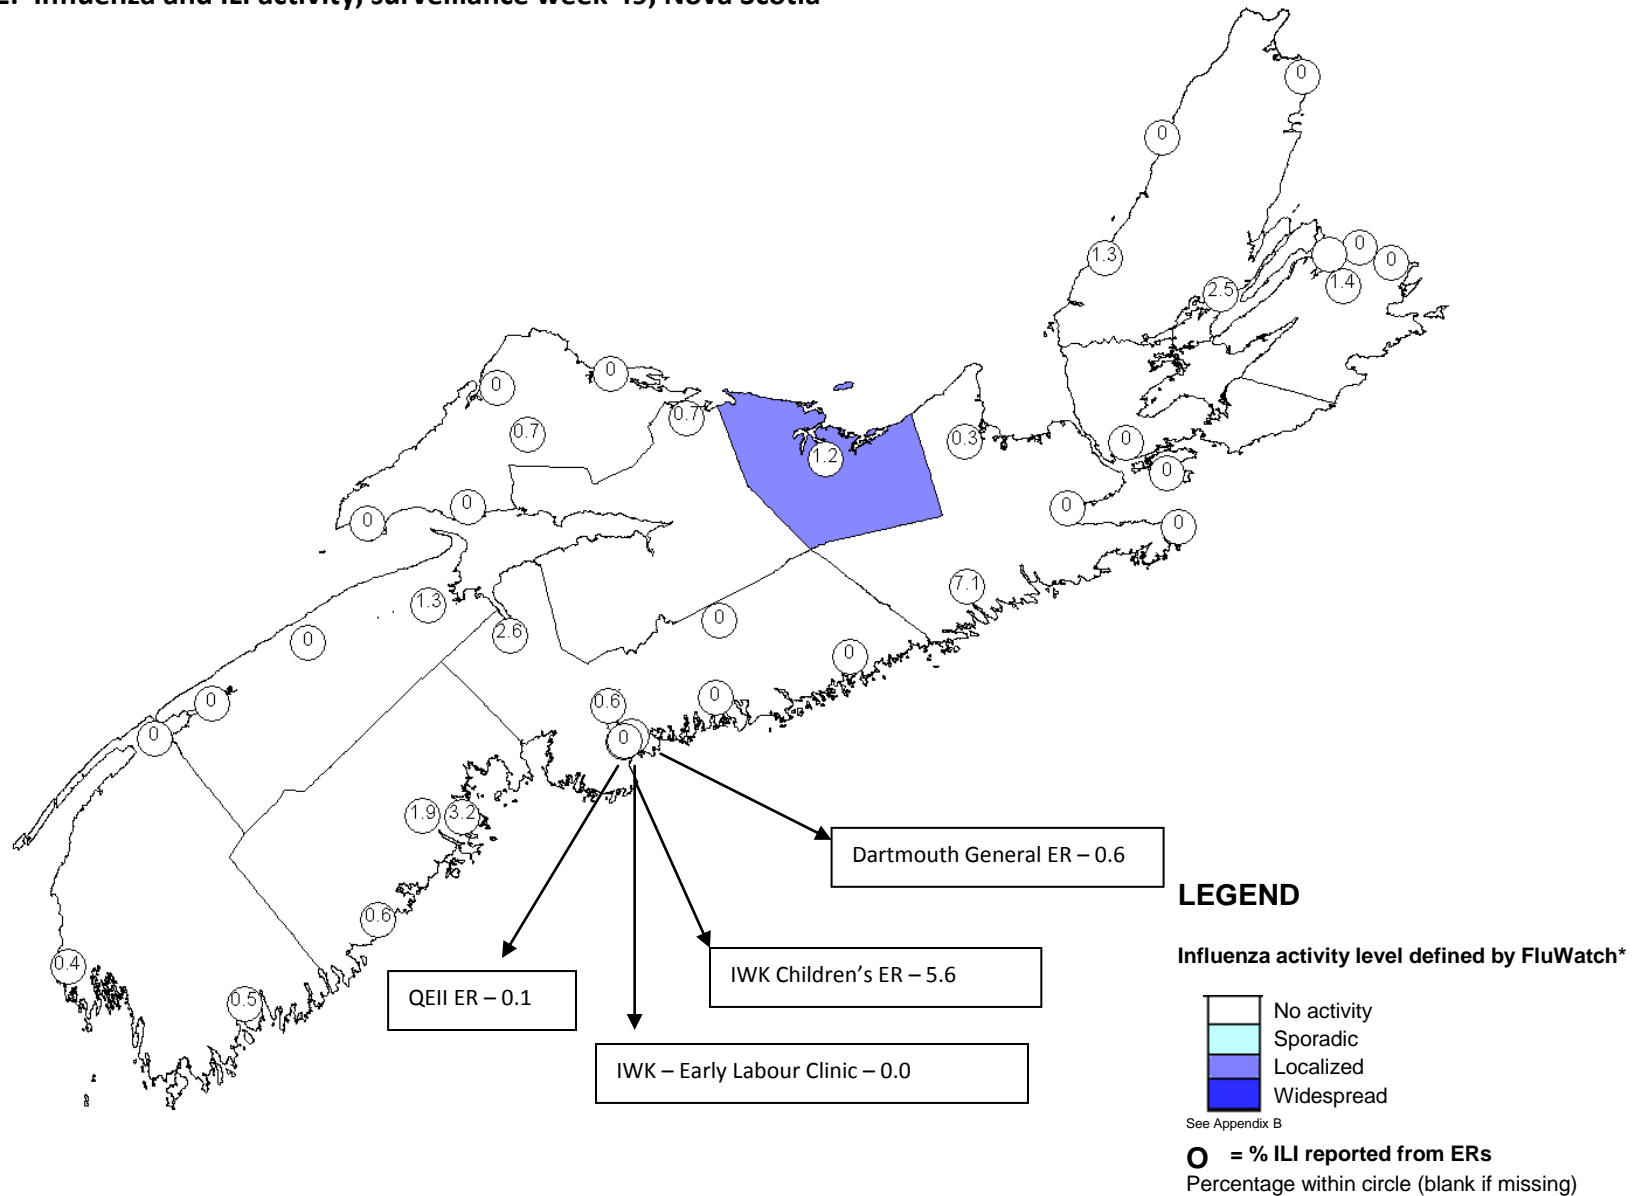 Influenza and ILI activity, surveillance week 45, Nova Scotia
0
0
1.3
0
0
2.5
1.4
0
0
0.7
0.7
1.2
0.3
0
0
0
0
0
0
7.1
1.3
0
2.6
0
0
0
0.6
0
0
0
1.9
3.2
Dartmouth General ER – 0.6
LEGEND
0.6
Influenza activity level defined by FluWatch*
0.4
IWK Children's ER – 5.6
QEII ER – 0.1
0.5
No activity
Sporadic
IWK – Early Labour Clinic – 0.0
Localized
Widespread
See Appendix B
O = % ILI reported from ERs
Percentage within circle (blank if missing)